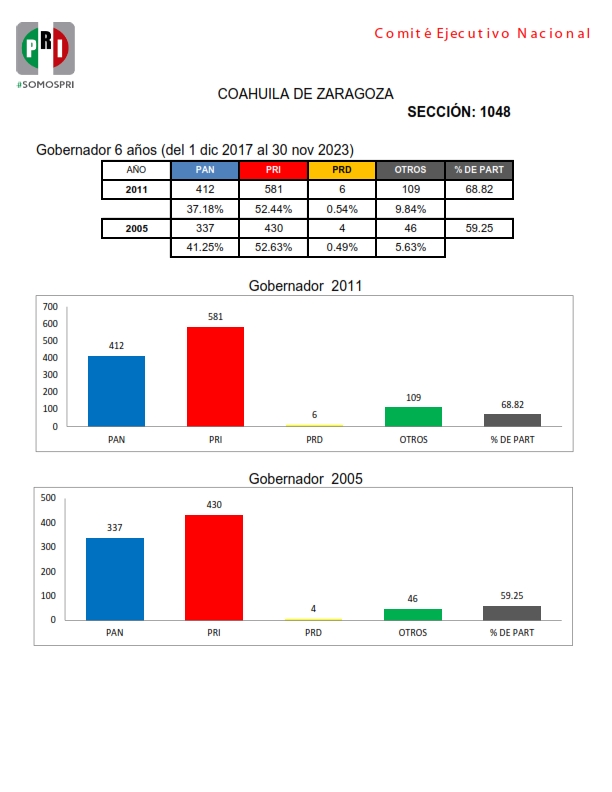 Comité Ejecutivo Nacional
PRI
#SOMOSPRI
COAHUILA DE ZARAGOZA
SECCIÓN: 1048
Gobernador 6 años (del 1 dic 2017 al 30 nov 2023)
AÑO PAN PRI PRD OTROS % DE PART
2011 412 581 6 109 68.82
37.18% 52.44% 0.54% 9.84%
2005 337 430 4 46 59.25
41.25% 52.63% 0.49% 5.63%
Gobernador 2011
700
600
500
400
300
200
100
0
412
581
6
109
68.82
PAN PRI PRD OTROS % DE PART
Gobernador 2005
500
400
300
200
100
0
337
430
4
46
59.25
PAN PRI PRD OTROS % DE PART